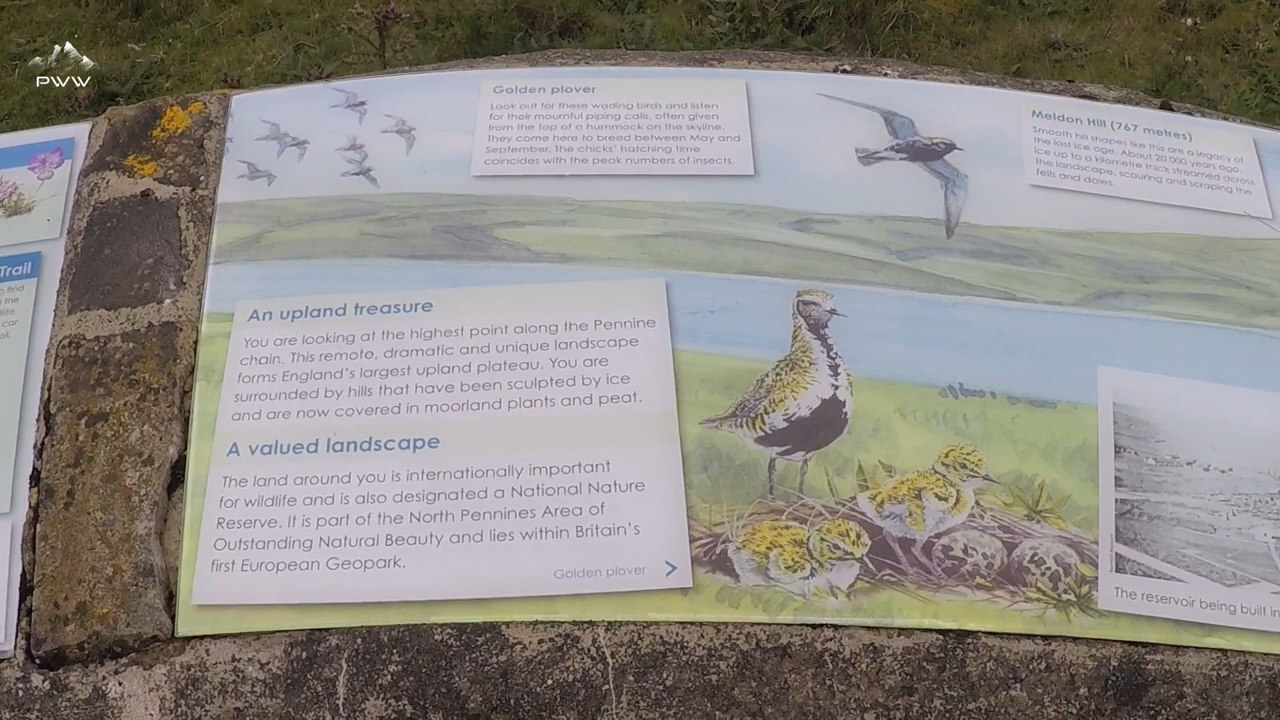 PWW
Golden plover
Look out for these wading birds and listen
for their mournful piping calls, often given
from the top of a hummock on the skyline.
They come here to breed between May and
September. The chicks' hatching time
coincides with the peak numbers of insects.
Meldon Hill (767 metres)
Smooth hill shapes like this are a legacy of
the last ice age. About 20,000 years ago,
ice up to a kilometre thick streamed across
the landscape, scouring and scraping the
fells and dales.
Trail
find
the
life
car
An upland treasure
You are looking at the highest point along the Pennine
chain. This remote, dramatic and unique landscape
forms England's largest upland plateau. You are
surrounded by hills that have been sculpted by ice
and are now covered in moorland plants and peat.
A valued landscape
The land around you is internationally important
for wildlife and is also designated a National Nature
Reserve. It is part of the North Pennines Area of
Outstanding Natural Beauty and lies within Britain's
first European Geopark.
Golden plover >
The reservoir being built in